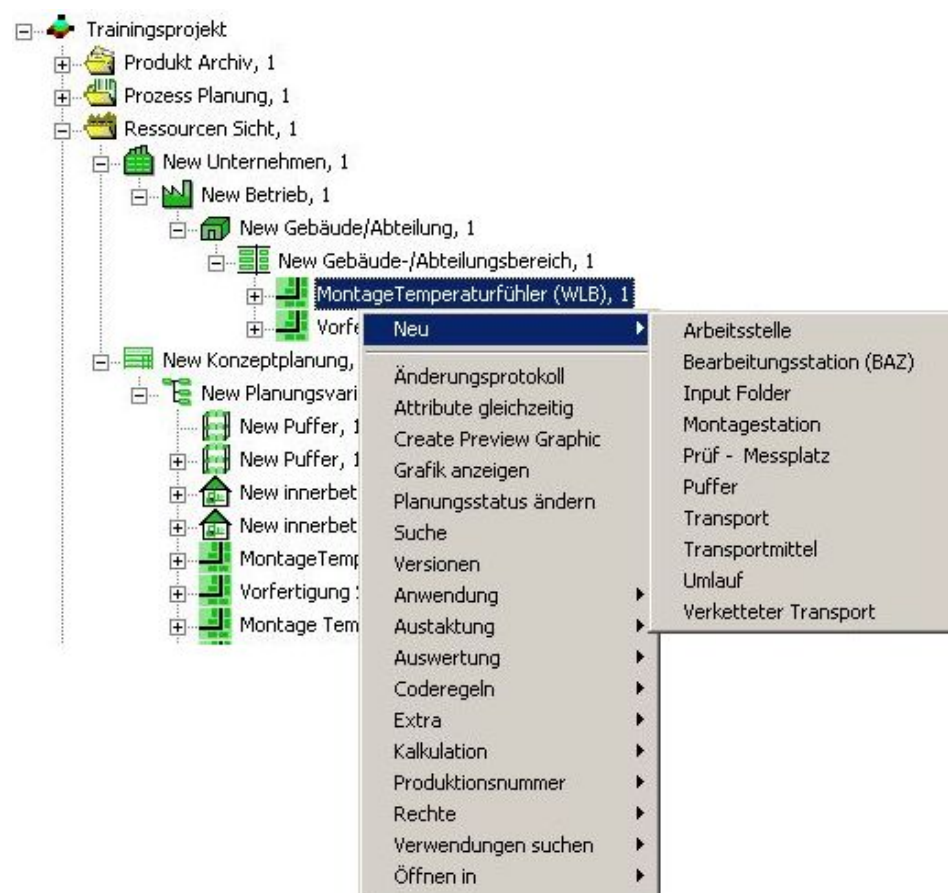 Trainingsprojekt
Produkt Archiv, 1
Prozess Planung, 1
Ressourcen Sicht, 1
New Unternehmen, 1
New Betrieb, 1
New Gebäude/Abteilung, 1
New Gebäude-/Abteilungsbereich, 1
MontageTemperaturfühler (WLB), 1
Vorfe
New Konzeptplanung,
New Planungsvari
New Puffer, 1
New Puffer, 1
New innerbet
New innerbet
MontageTemp
Vorfertigung
Montage Tem
Neu
Änderungsprotokoll
Attribute gleichzeitig
Create Preview Graphic
Grafik anzeigen
Planungsstatus ändern
Suche
Versionen
Anwendung
Austaktung
Auswertung
Coderegeln
Extra
Kalkulation
Produktionsnummer
Rechte
Verwendungen suchen
Öffnen in
Arbeitsstelle
Bearbeitungsstation (BAZ)
Input Folder
Montagestation
Prüf - Messplatz
Puffer
Transport
Transportmittel
Umlauf
Verketteter Transport